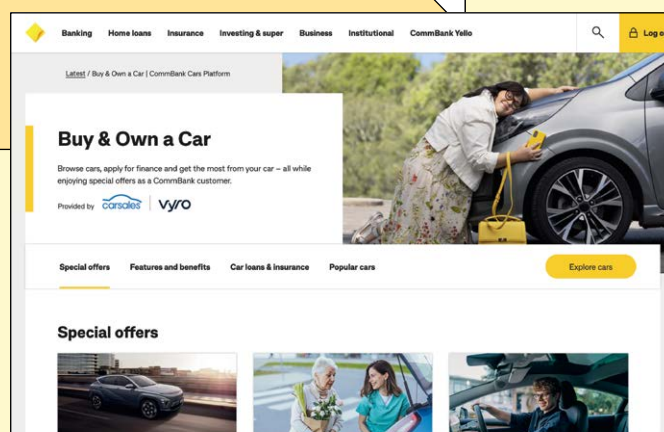 Banking Home loans Insurance Investing & super Business Institutional CommBank Yello Log o
Latest / Buy & Own a Car | CommBank Cars Platform
Buy & Own a Car
Browse cars, apply for finance and get the most from your car – all while
enjoying special offers as a CommBank customer.
Provided by carsales vyro
Special offers Features and benefits Car loans & insurance Popular cars Explore cars
Special offers